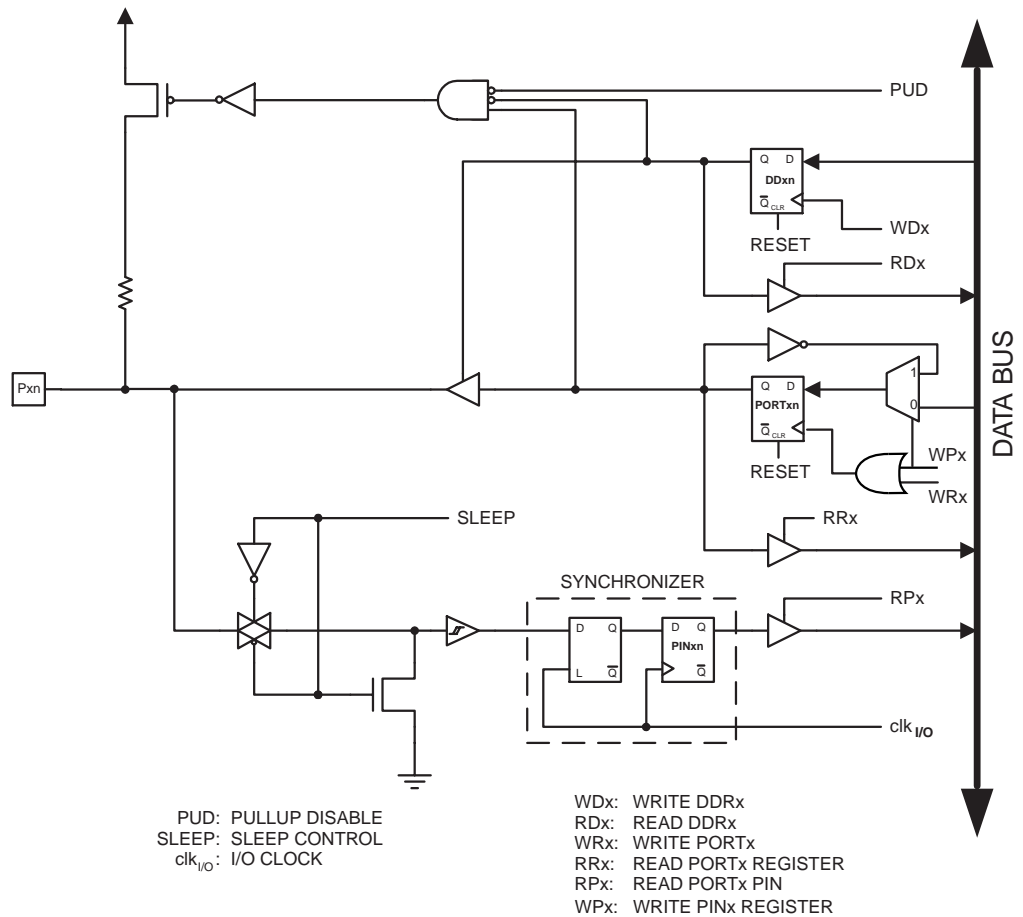 PUD
Q D
DDxn
Q CLR
WDx
RESET
RDx
1
Pxn
Q D
PORTxn
0
Q CLR
WPx
RESET
WRx
DATA BUS
SLEEP
RRx
SYNCHRONIZER
RPx
D Q
D Q
PINxn
L Q
Q
clk I/O
PUD: PULLUP DISABLE
SLEEP: SLEEP CONTROL
clkI/O: I/O CLOCK
WDx: WRITE DDRx
RDx: READ DDRx
WRx: WRITE PORTx
RRx: READ PORTx REGISTER
RPx: READ PORTx PIN
WPx: WRITE PINx REGISTER